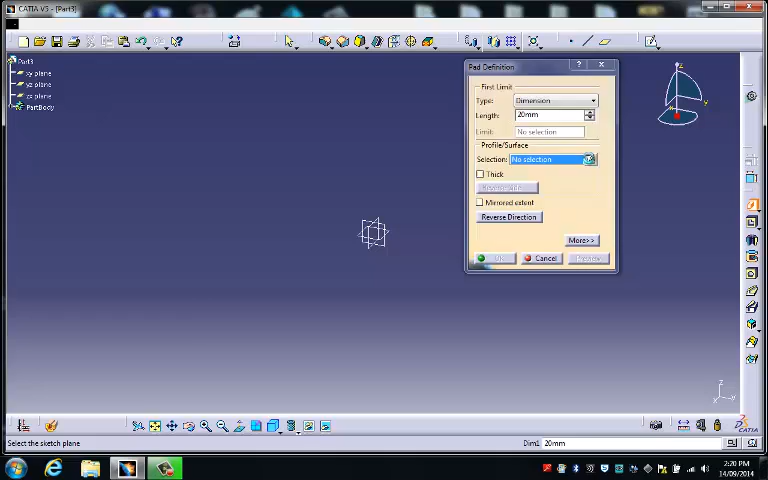 CATIA V5 - [Part3]
Part3
xy plane
yz plane
zx plane
PartBody
Pad Definition
?
First Limit
Type: Dimension
Length: 20mm
Limit: No selection
Profile/Surface
Selection: No selection
Thick
Mirrored extent
Reverse Direction
More>>
OK Cancel Preview
z
y
x
z
x y
CATIA
Select the sketch plane Dim1 20mm
2:20 PM
14/09/2014